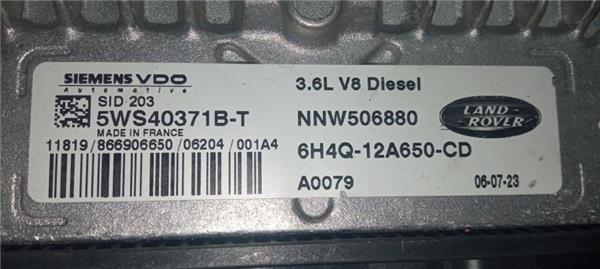 SIEMENS VDO
Automotive
SID 203
5WS40371B-T
MADE IN FRANCE
11819/866906650/06204/001A4
3.6L V8 Diesel
NNW506880
LAND-
ROVER
6H4Q-12A650-CD
A0079
06-07-23